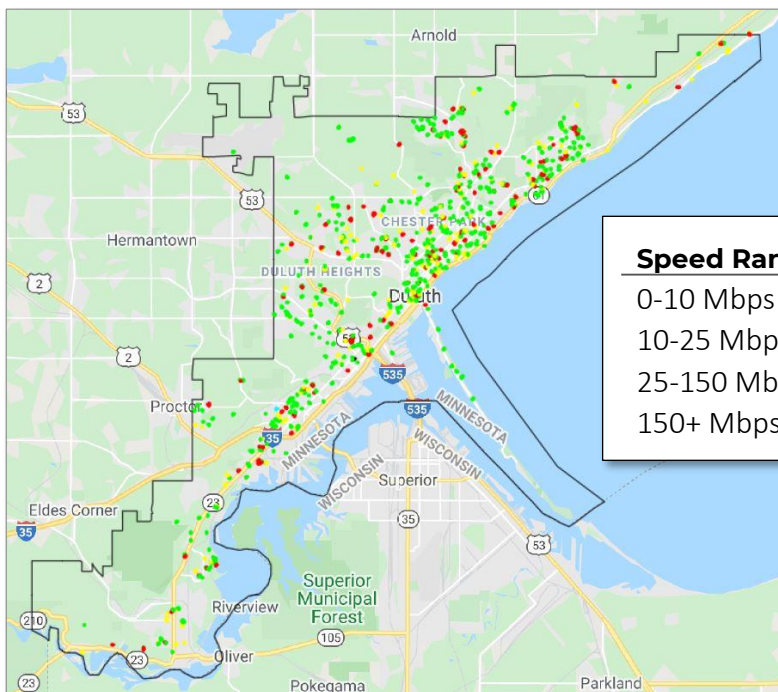 Arnold
53
61
53
CHESTER PARK
Hermantown
DULUTH HEIGHTS
2
Duluth
Speed Ran
0-10 Mbps
10-25 Mbp
25-150 Mb
150+ Mbps
53
2
535
Proctor
535
MINNESOTA
35
MINNESOTA
WISCONSIN
WISCONSIN
Superior
23
Eldes Corner
35
35
53
Superior
Municipal
Forest
Riverview
210
105
23
Oliver
23
Pokegama
Parkland